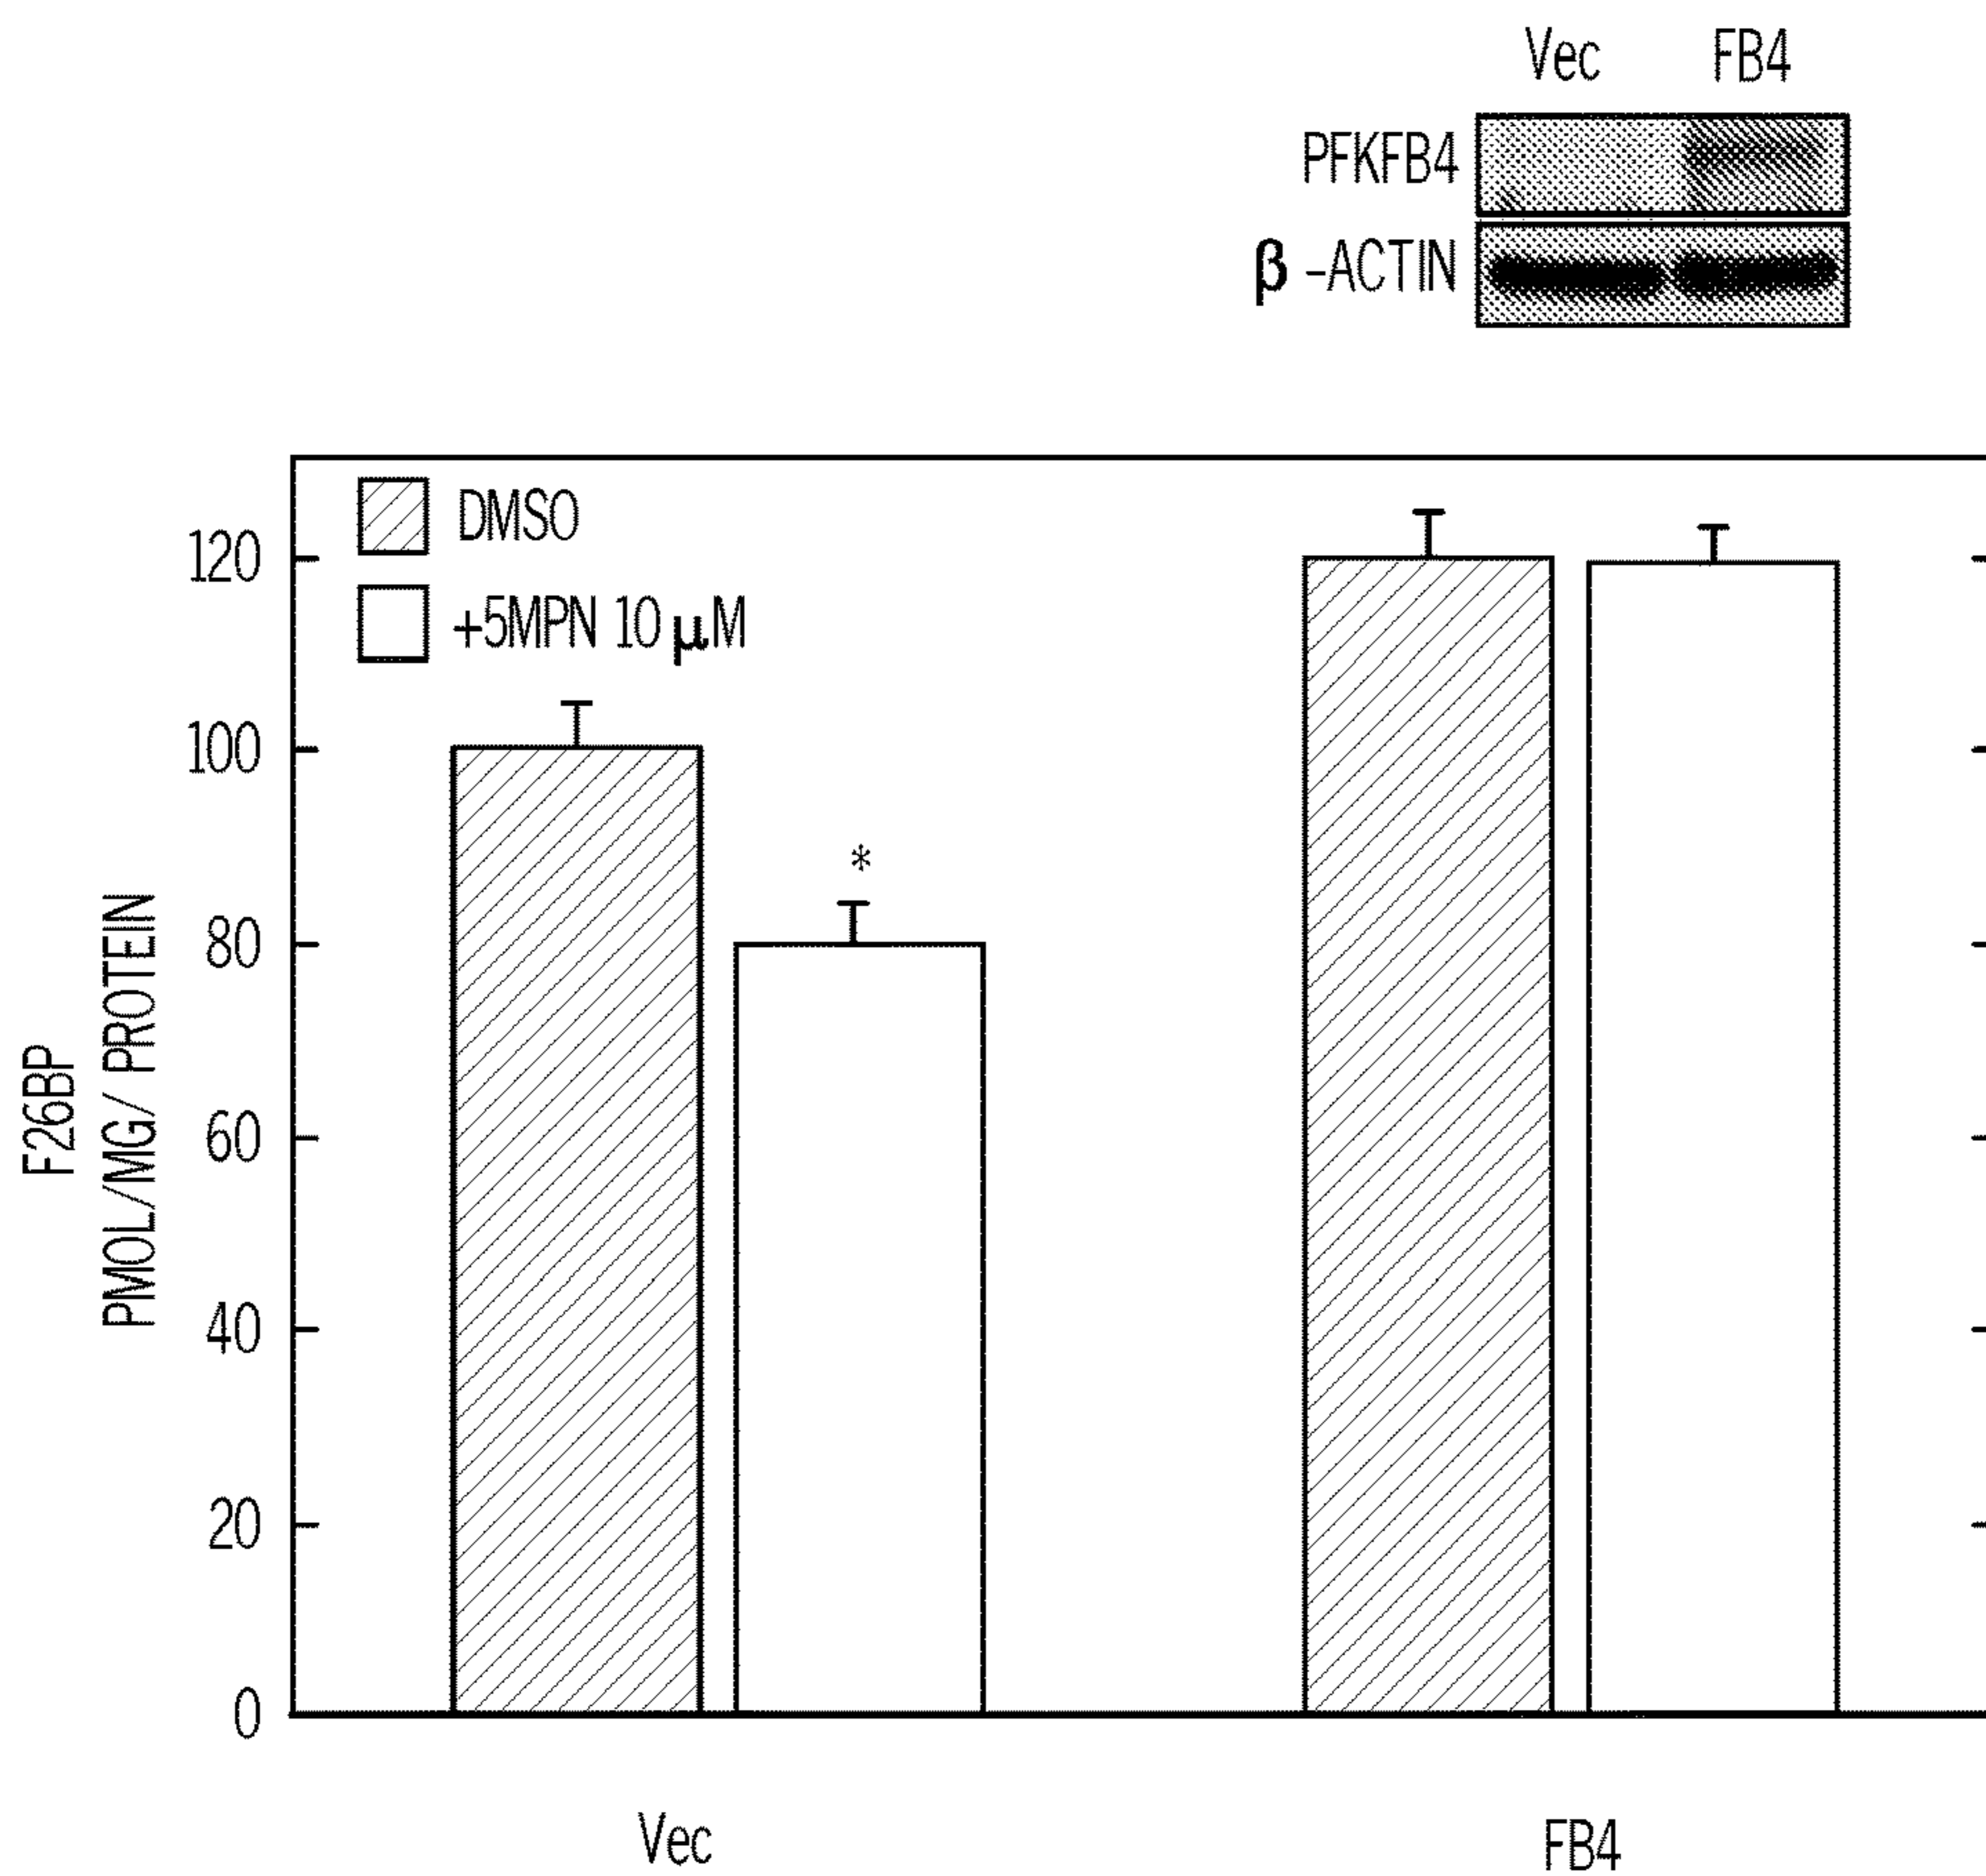 Vec FB4
PFKFB4
β -ACTIN
DMSO
+5MPN 10 μM
120
100
80
60
40
20
0
*
F26BP
PMOL/MG/ PROTEIN
Vec FB4